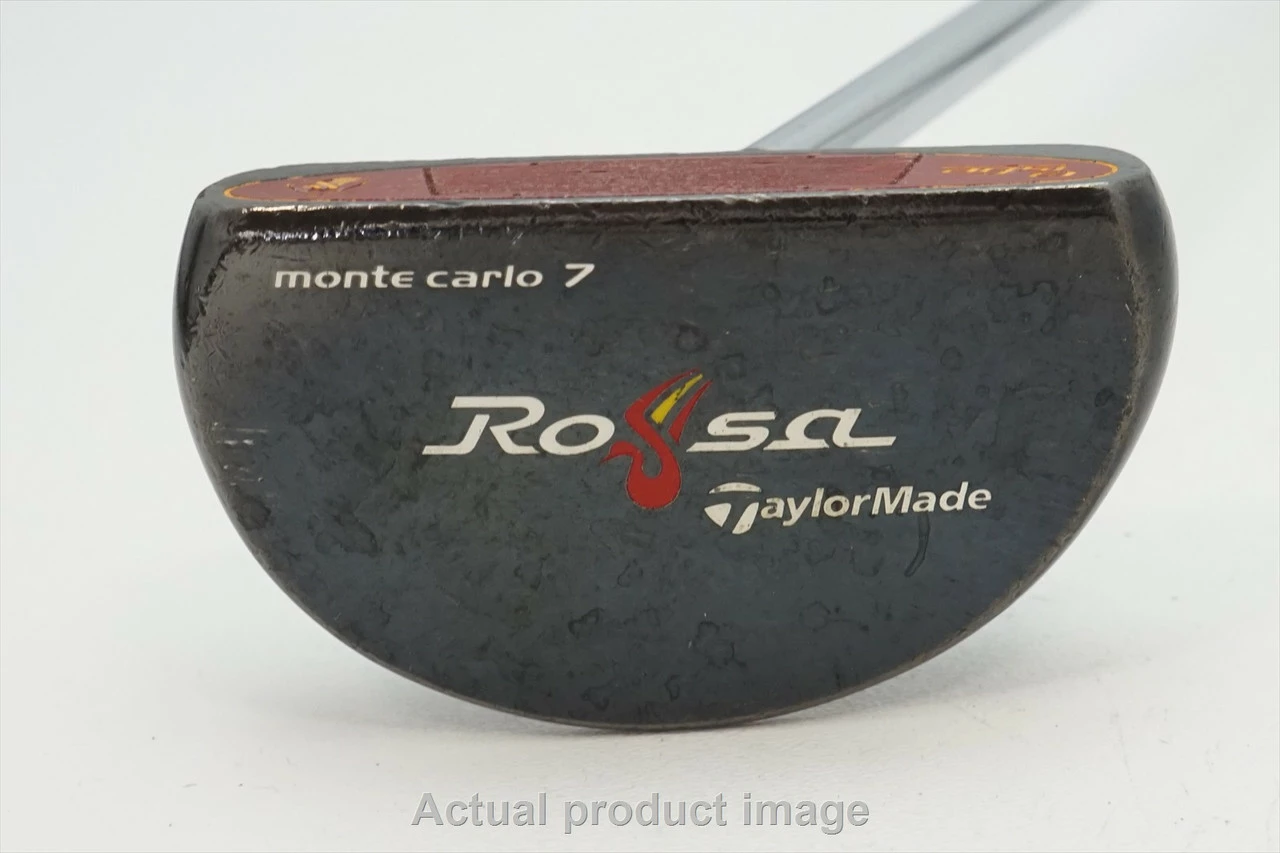 monte carlo 7
Rossa
TaylorMade
Actual product image